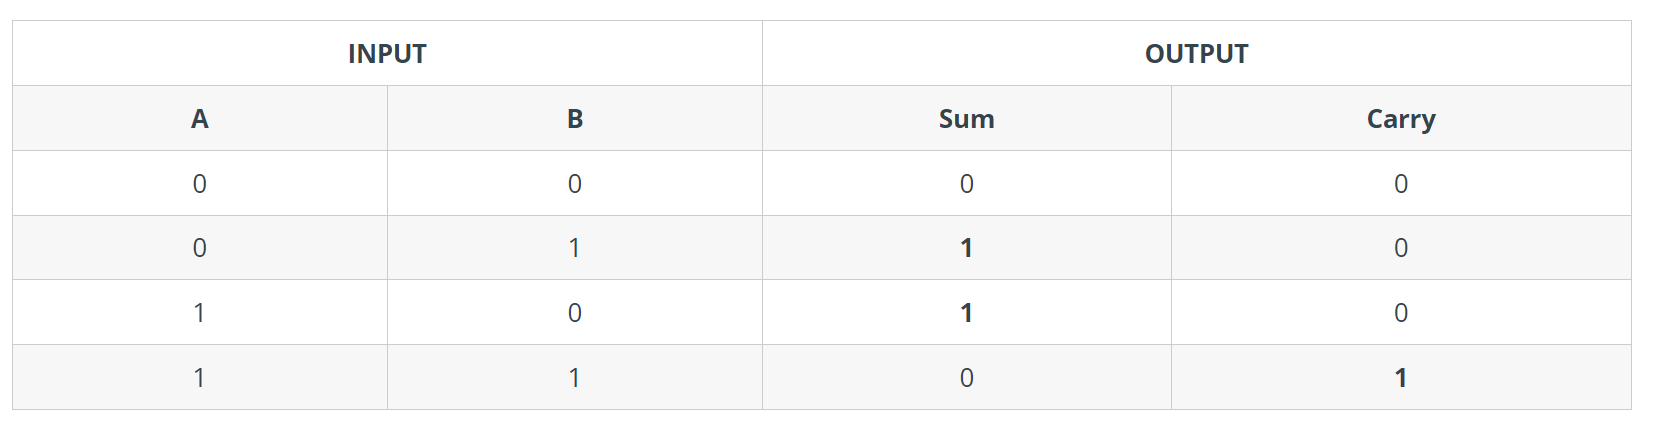 INPUT OUTPUT
A B Sum Carry
0 0 0 0
0 1 1 0
1 0 1 0
1 1 0 1